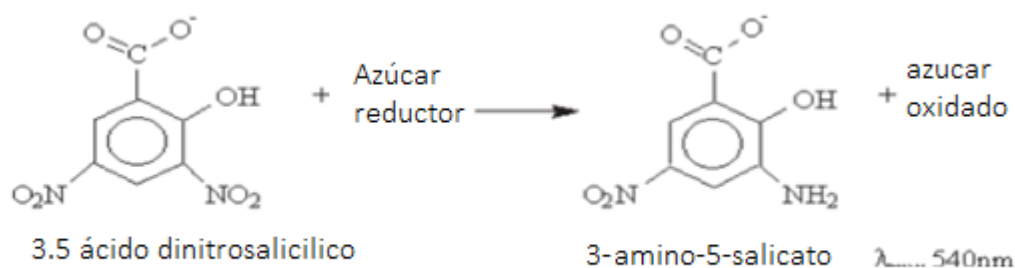 O O⁻
C
OH
O₂N NO₂
+ Azúcar
reductor
O O⁻
C
OH
O₂N NH₂
+ azucar
oxidado
3.5 ácido dinitrosalicilico
3-amino-5-salicato
λ 540nm